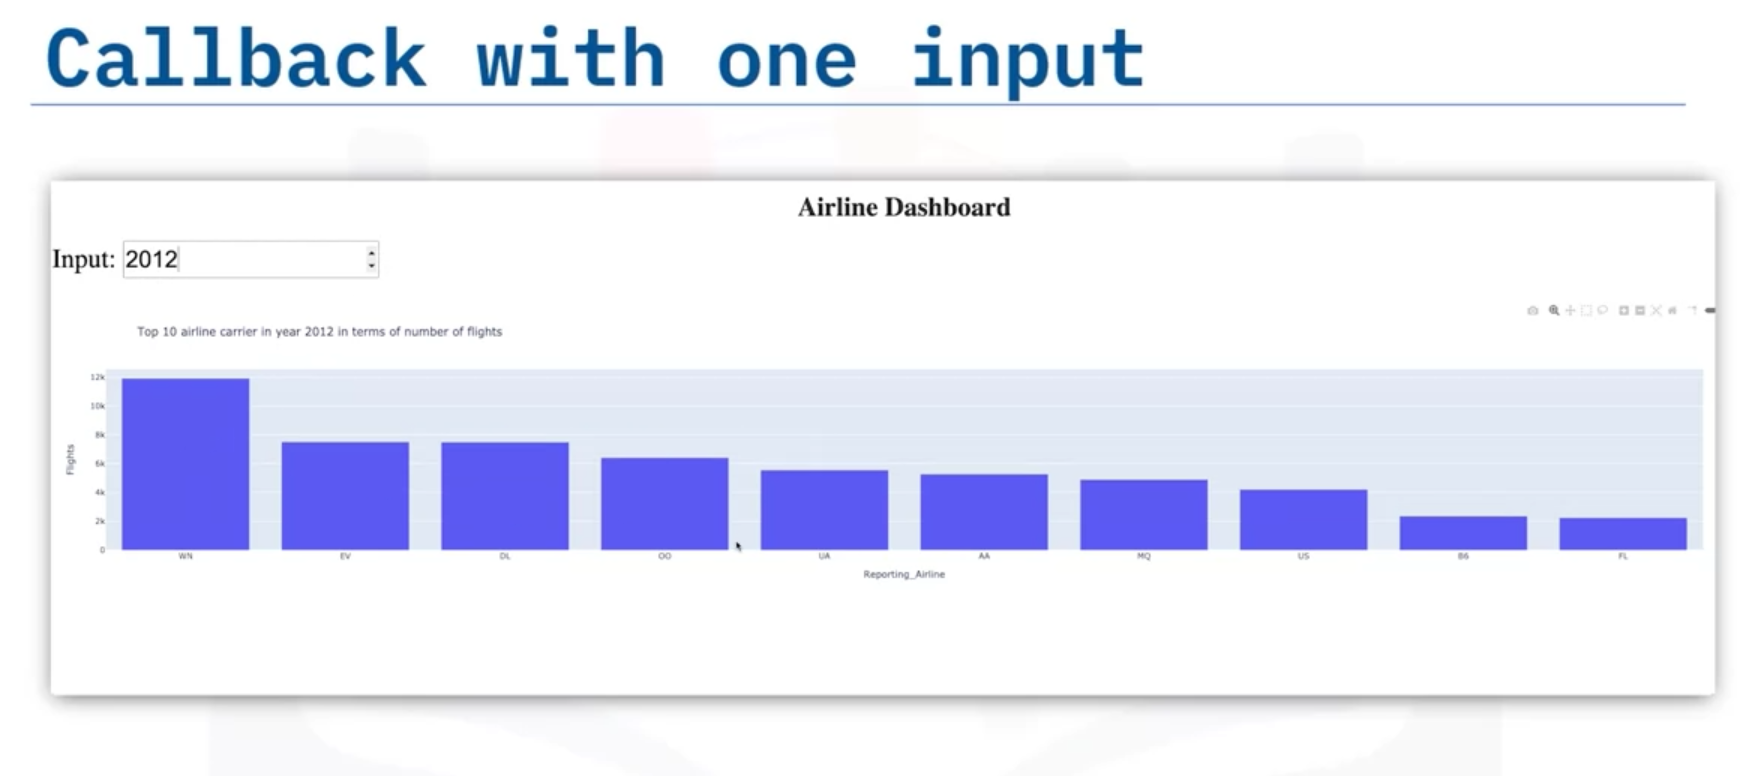 Callback with one input
Airline Dashboard
Input: 2012
Top 10 airline carrier in year 2012 in terms of number of flights
12k
10k
8k
6k
4k
2k
0
Flights
WN EV DL OO UA AA MQ US B6 FL
Reporting_Airline